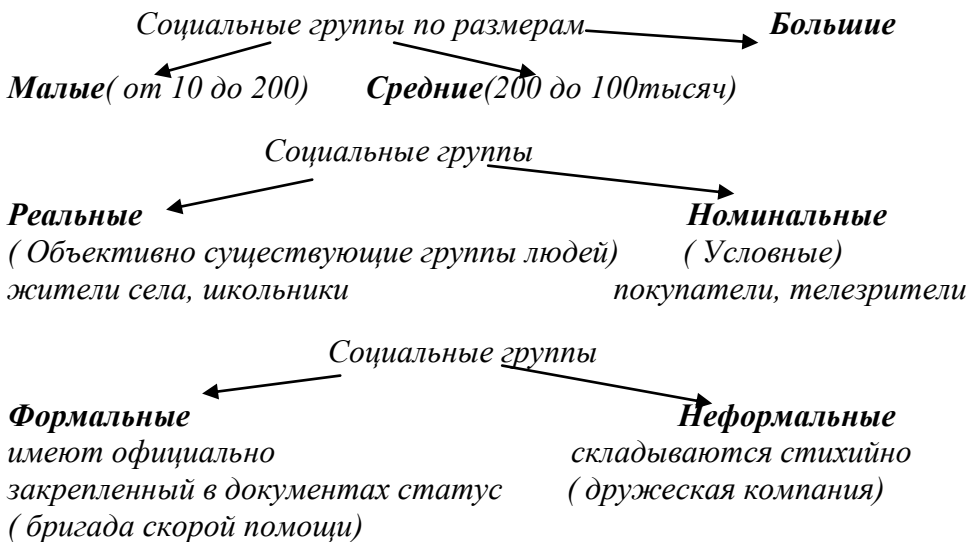 Социальные группы по размерам Большие
Малые( от 10 до 200) Средние(200 до 100тысяч)
Социальные группы
Реальные Номинальные
( Объективно существующие группы людей) ( Условные)
жители села, школьники покупатели, телезрители
Социальные группы
Формальные Неформальные
имеют официально складываются стихийно
закрепленный в документах статус ( дружеская компания)
( бригада скорой помощи)